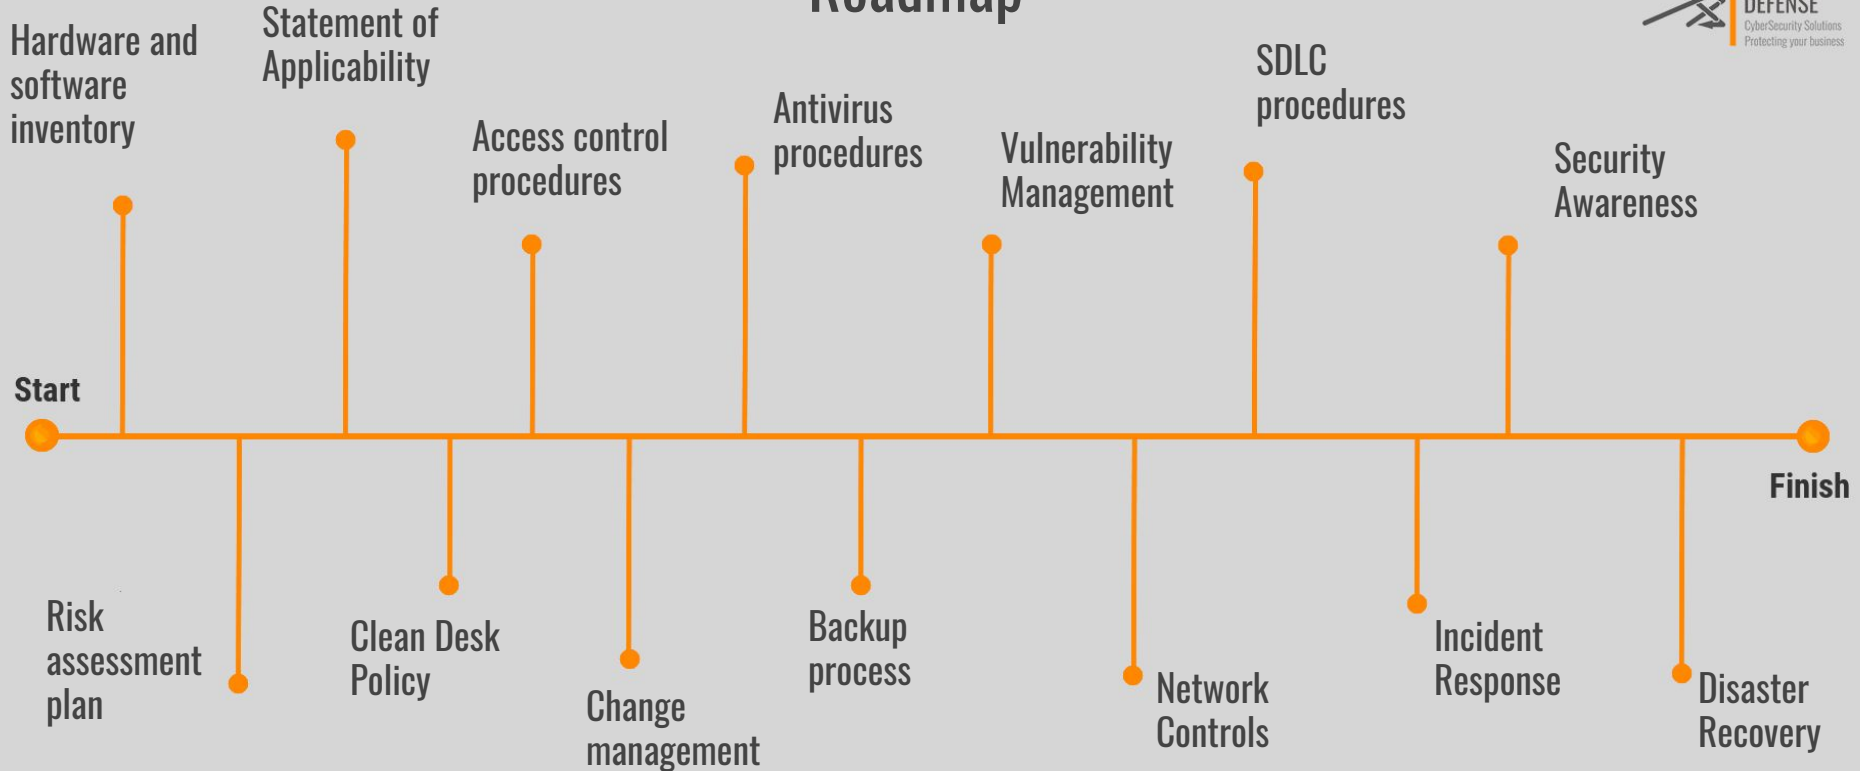 Roadmap
DEFENSE
CyberSecurity Solutions
Protecting your business
Hardware and
software
inventory
Statement of
Applicability
Access control
procedures
Antivirus
procedures
Vulnerability
Management
SDLC
procedures
Security
Awareness
Start
Finish
Risk
assessment
plan
Clean Desk
Policy
Change
management
Backup
process
Network
Controls
Incident
Response
Disaster
Recovery